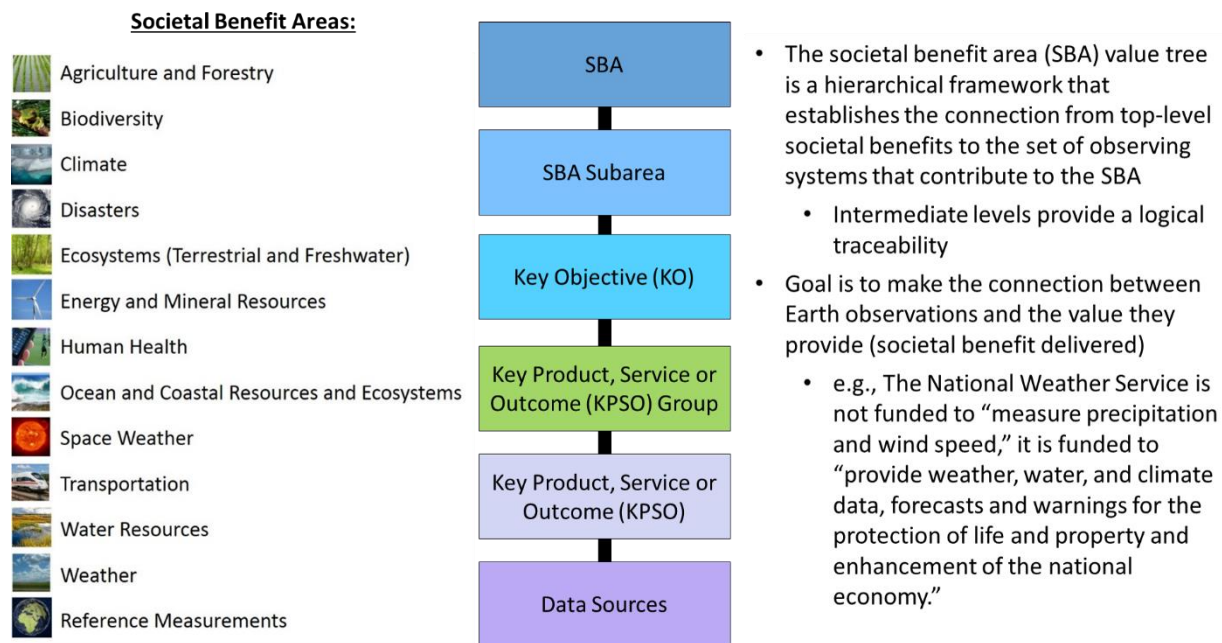 Societal Benefit Areas:
Agriculture and Forestry
Biodiversity
Climate
Disasters
Ecosystems (Terrestrial and Freshwater)
Energy and Mineral Resources
Human Health
Ocean and Coastal Resources and Ecosystems
Space Weather
Transportation
Water Resources
Weather
Reference Measurements
SBA
SBA Subarea
Key Objective (KO)
Key Product, Service or
Outcome (KPSO) Group
Key Product, Service or
Outcome (KPSO)
Data Sources
• The societal benefit area (SBA) value tree
is a hierarchical framework that
establishes the connection from top-level
societal benefits to the set of observing
systems that contribute to the SBA
• Intermediate levels provide a logical
traceability
• Goal is to make the connection between
Earth observations and the value they
provide (societal benefit delivered)
• e.g., The National Weather Service is
not funded to “measure precipitation
and wind speed,” it is funded to
“provide weather, water, and climate
data, forecasts and warnings for the
protection of life and property and
enhancement of the national
economy.”